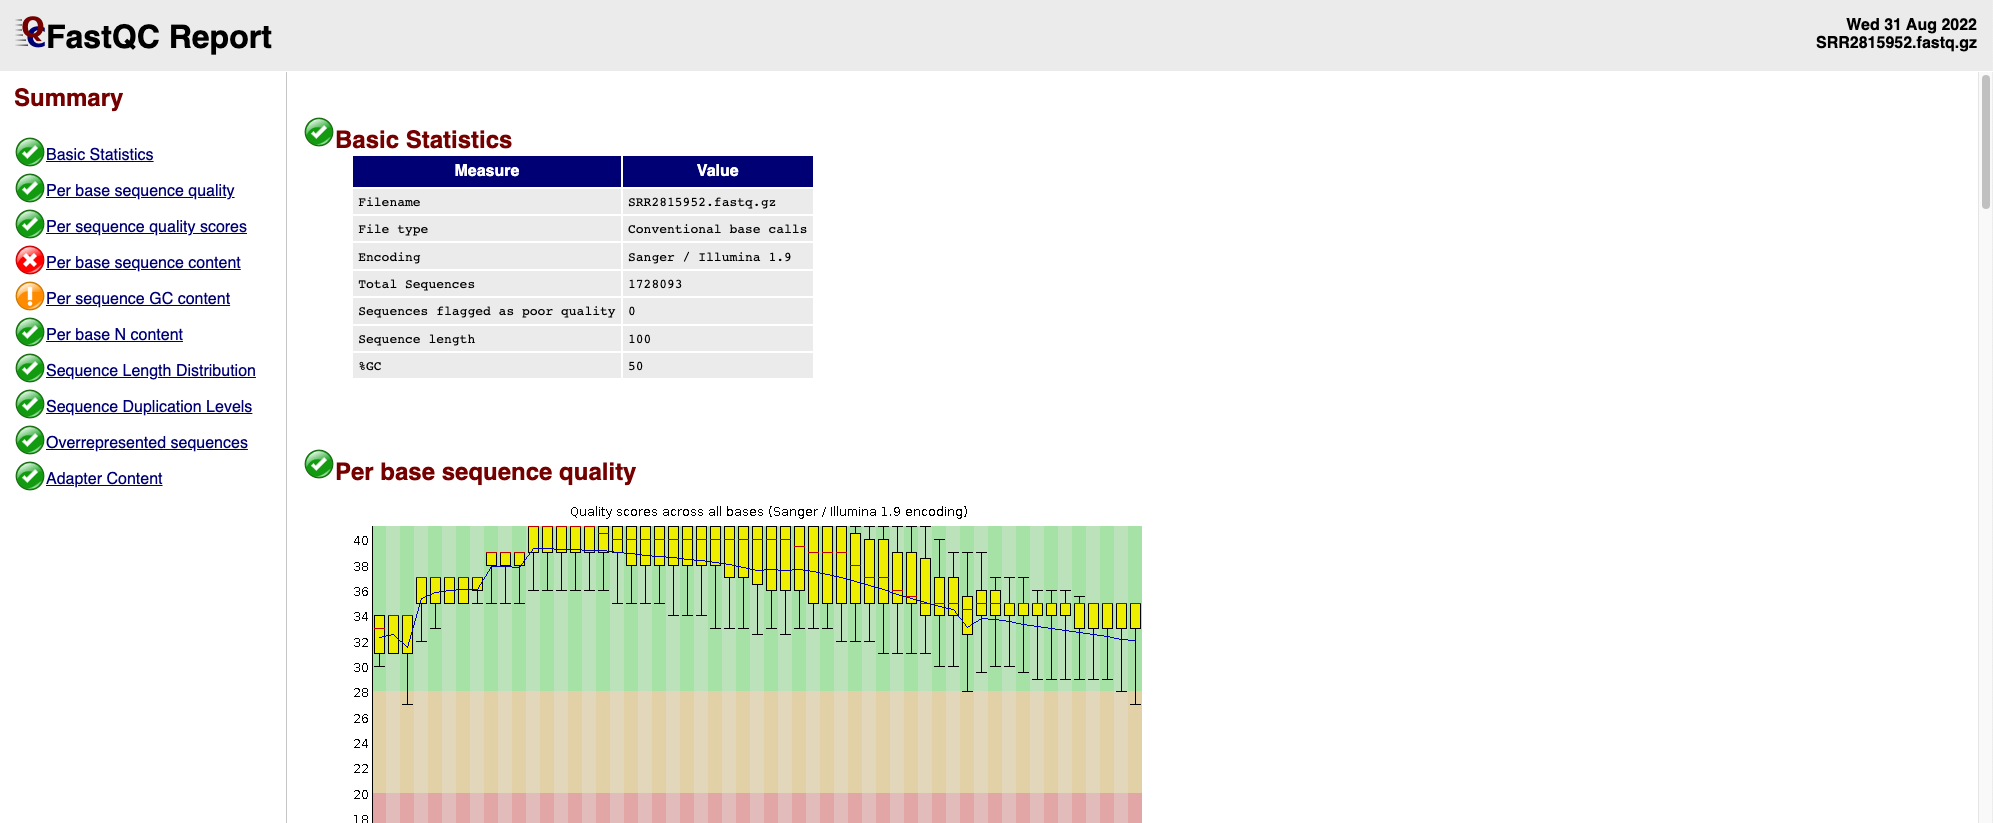 FastQC Report
Wed 31 Aug 2022
SRR2815952.fastq.gz
Summary
Basic Statistics
Per base sequence quality
Per sequence quality scores
Per base sequence content
Per sequence GC content
Per base N content
Sequence Length Distribution
Sequence Duplication Levels
Overrepresented sequences
Adapter Content
Basic Statistics
Measure Value
Filename SRR2815952.fastq.gz
File type Conventional base calls
Encoding Sanger / Illumina 1.9
Total Sequences 1728093
Sequences flagged as poor quality 0
Sequence length 100
%GC 50
Per base sequence quality
Quality scores across all bases (Sanger / Illumina 1.9 encoding)
40
38
36
34
32
30
28
26
24
22
20
18